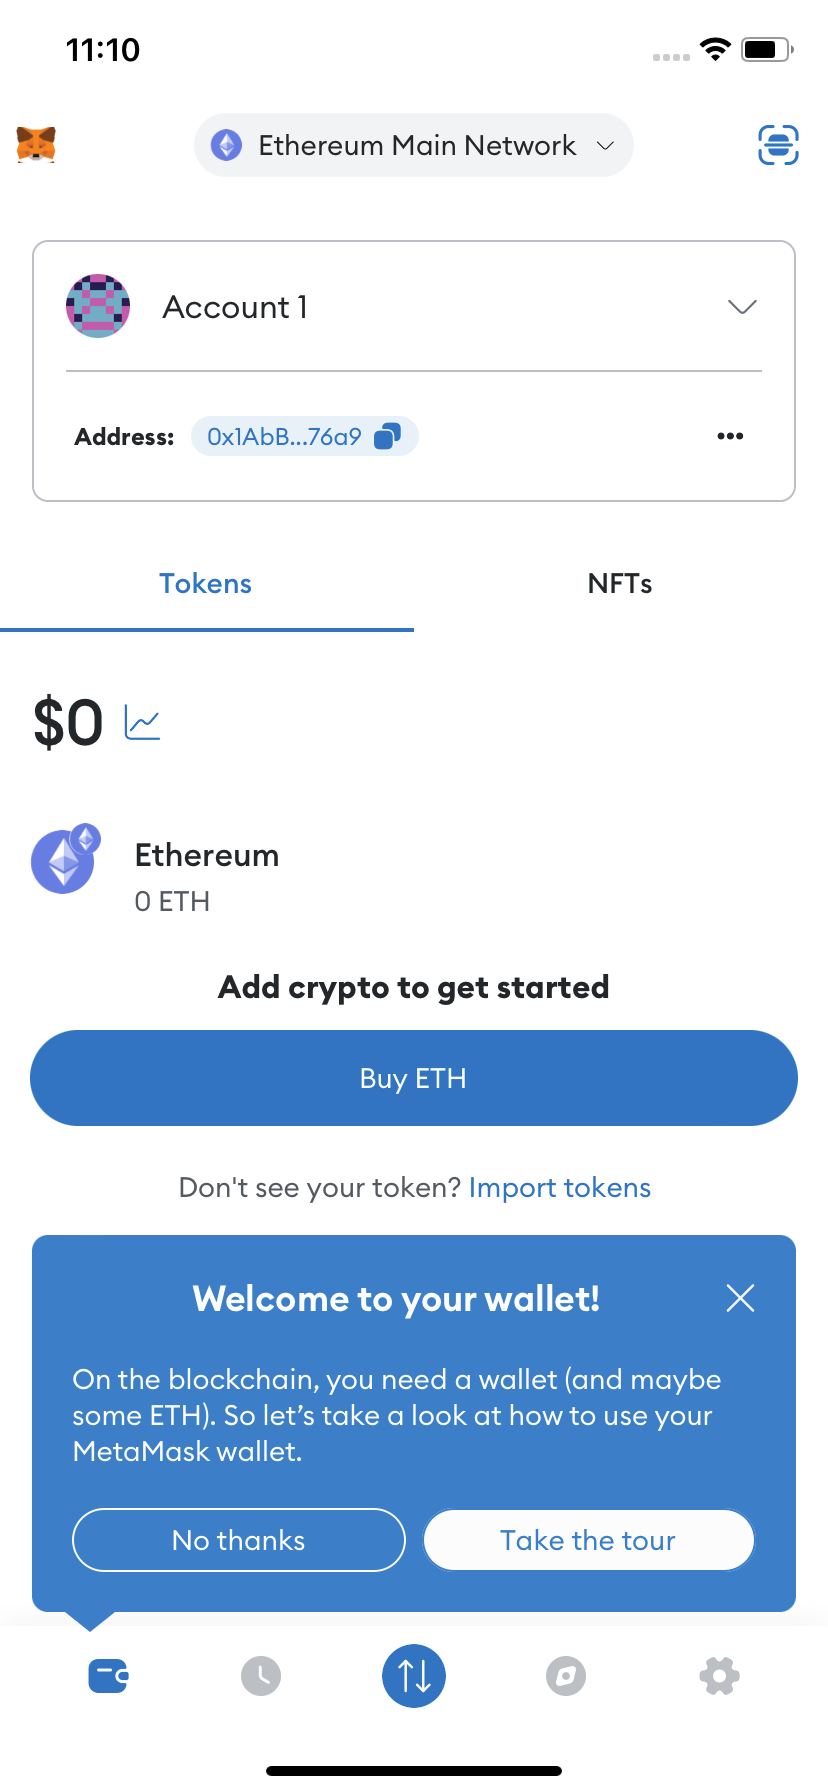 11:10
Ethereum Main Network
Account 1
Address: 0x1AbB...76a9
Tokens
NFTs
$0
Ethereum
0 ETH
Add crypto to get started
Buy ETH
Don't see your token? Import tokens
Welcome to your wallet!
On the blockchain, you need a wallet (and maybe
some ETH). So let’s take a look at how to use your
MetaMask wallet.
No thanks
Take the tour